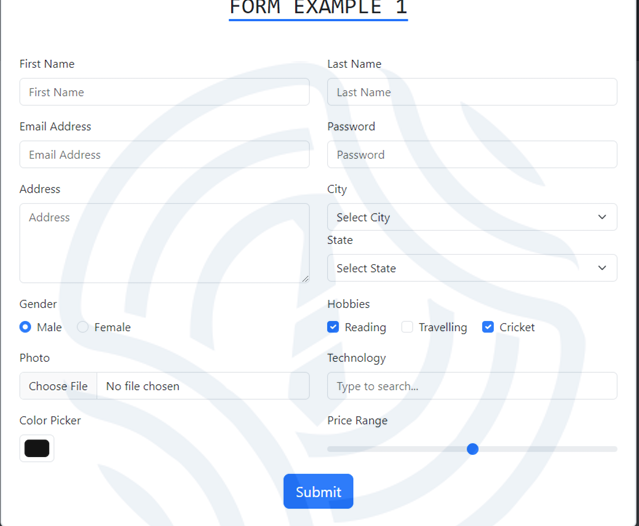 FORM EXAMPLE 1
First Name
Last Name
First Name
Last Name
Email Address
Password
Email Address
Password
Address
City
Address
Select City
State
Select State
Gender
Hobbies
Male Female
Reading Travelling Cricket
Photo
Technology
Choose File No file chosen
Type to search...
Color Picker
Price Range
Submit